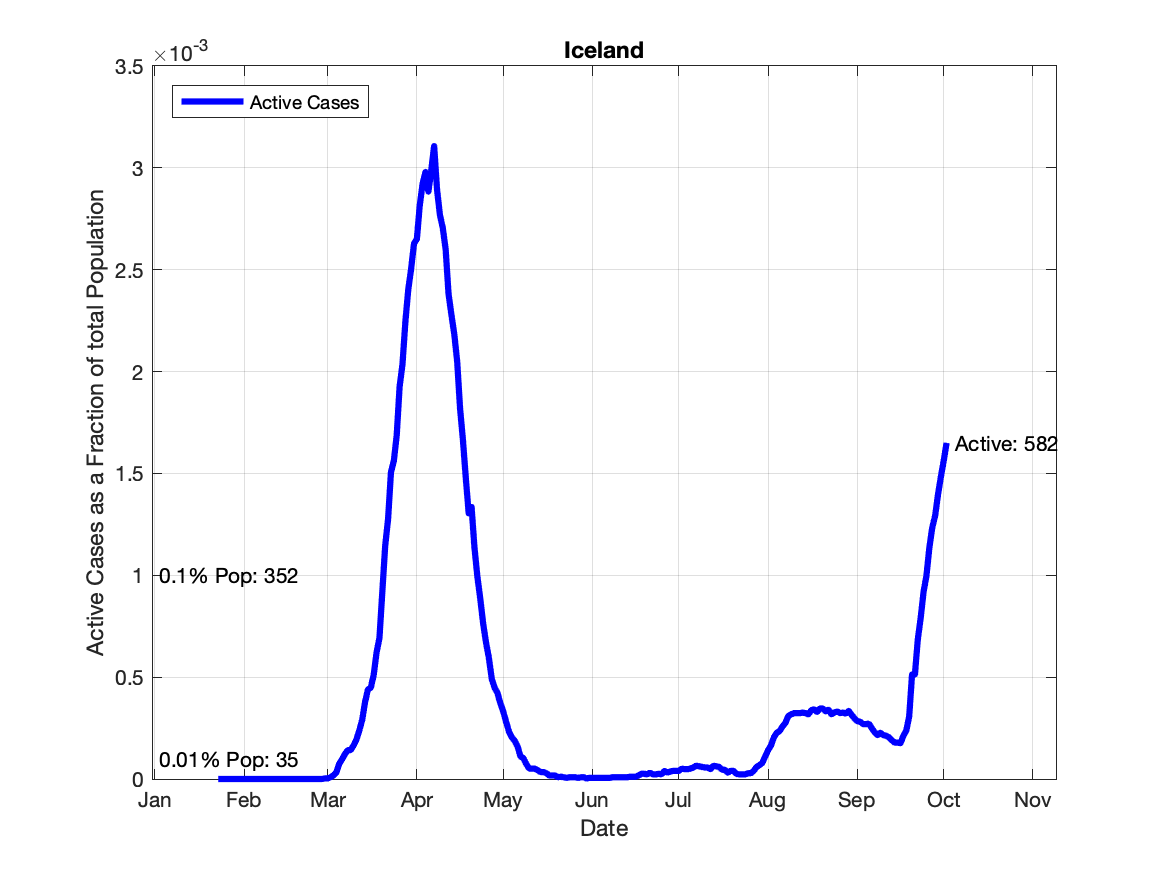 Iceland
×10-3
3.5
3
2.5
2
1.5
1
0.5
0
Active Cases as a Fraction of total Population
Active Cases
Active: 582
0.1% Pop: 352
0.01% Pop: 35
Jan Feb Mar Apr May Jun Jul Aug Sep Oct Nov
Date